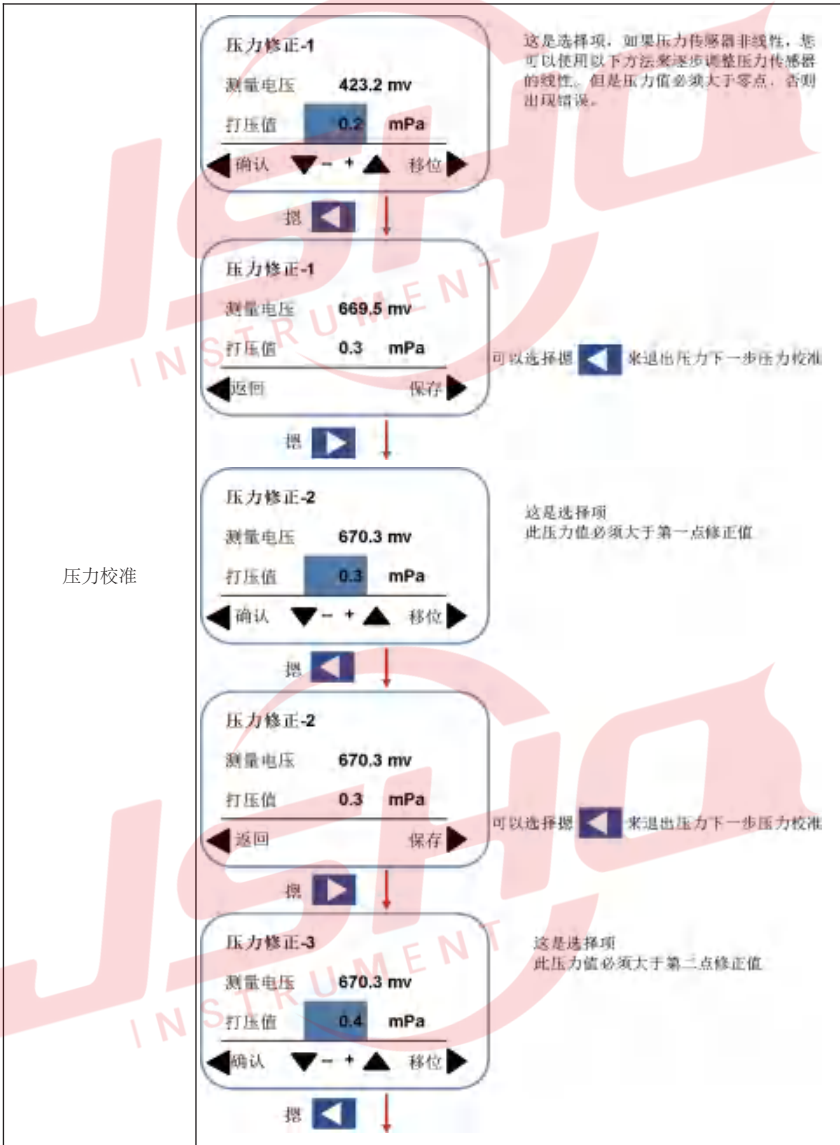 压力校准
压力修正-1
测量电压 423.2 mv
打压值 0.2 mPa
确认 - + 移位
这是选择项,如果压力传感器非线性,您
可以使用以下方法来逐步调整压力传感器
的线性。但是压力值必须大于零点,否则
出现错误。
摁
压力修正-1
测量电压 669.5 mv
打压值 0.3 mPa
返回 保存
可以选择摁 来退出压力下一步压力校准
摁
压力修正-2
测量电压 670.3 mv
打压值 0.3 mPa
确认 - + 移位
这是选择项
此压力值必须大于第一点修正值
摁
压力修正-2
测量电压 670.3 mv
打压值 0.3 mPa
返回 保存
可以选择摁 来退出压力下一步压力校准
摁
压力修正-3
测量电压 670.3 mv
打压值 0.4 mPa
确认 - + 移位
这是选择项
此压力值必须大于第二点修正值
摁
JSHO
INSTRUMENT
JSHO
INSTRUMENT